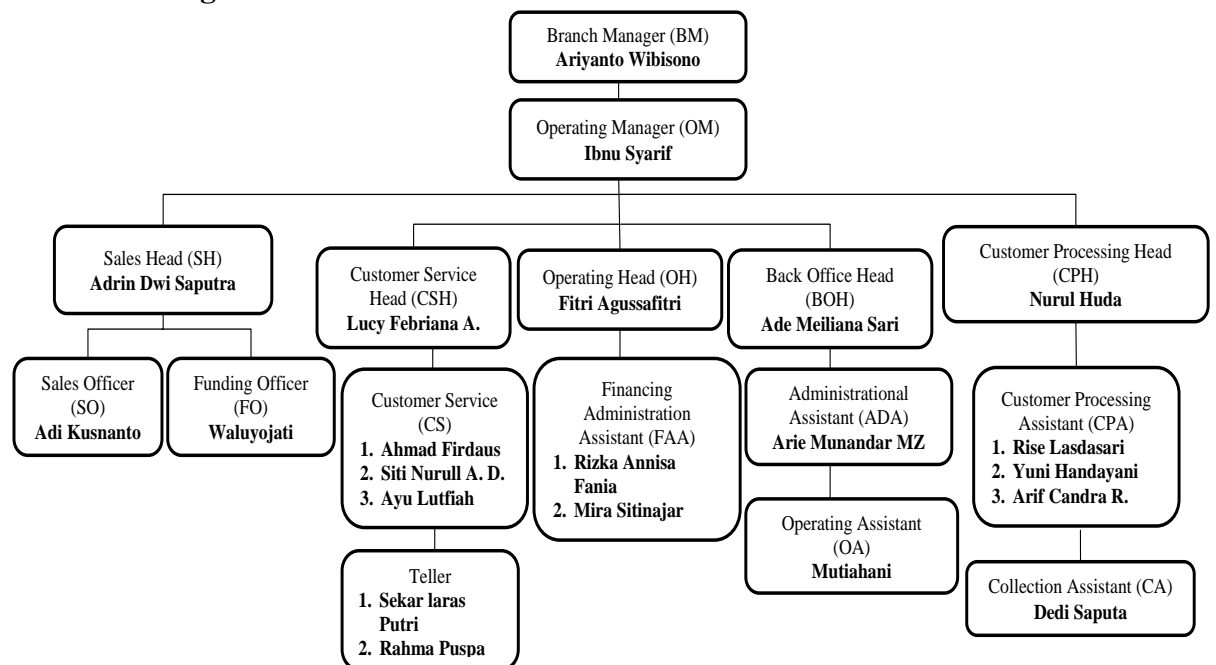 Branch Manager (BM)
Ariyanto Wibisono
Operating Manager (OM)
Ibnu Syarif
Sales Head (SH)
Adrin Dwi Saputra
Customer Service
Head (CSH)
Lucy Febriana A.
Operating Head (OH)
Fitri Agussafitri
Back Office Head
(BOH)
Ade Meiliana Sari
Customer Processing Head
(CPH)
Nurul Huda
Sales Officer
(SO)
Adi Kusnanto
Funding Officer
(FO)
Waluyojati
Customer Service
(CS)
1. Ahmad Firdaus
2. Siti Nurull A. D.
3. Ayu Lutfiah
Financing
Administration
Assistant (FAA)
1. Rizka Annisa
Fania
2. Mira Sitinajar
Administrational
Assistant (ADA)
Arie Munandar MZ
Customer Processing
Assistant (CPA)
1. Rise Lasdasari
2. Yuni Handayani
3. Arif Candra R.
Teller
1. Sekar laras
Putri
2. Rahma Puspa
Operating Assistant
(OA)
Mutiahani
Collection Assistant (CA)
Dedi Saputa